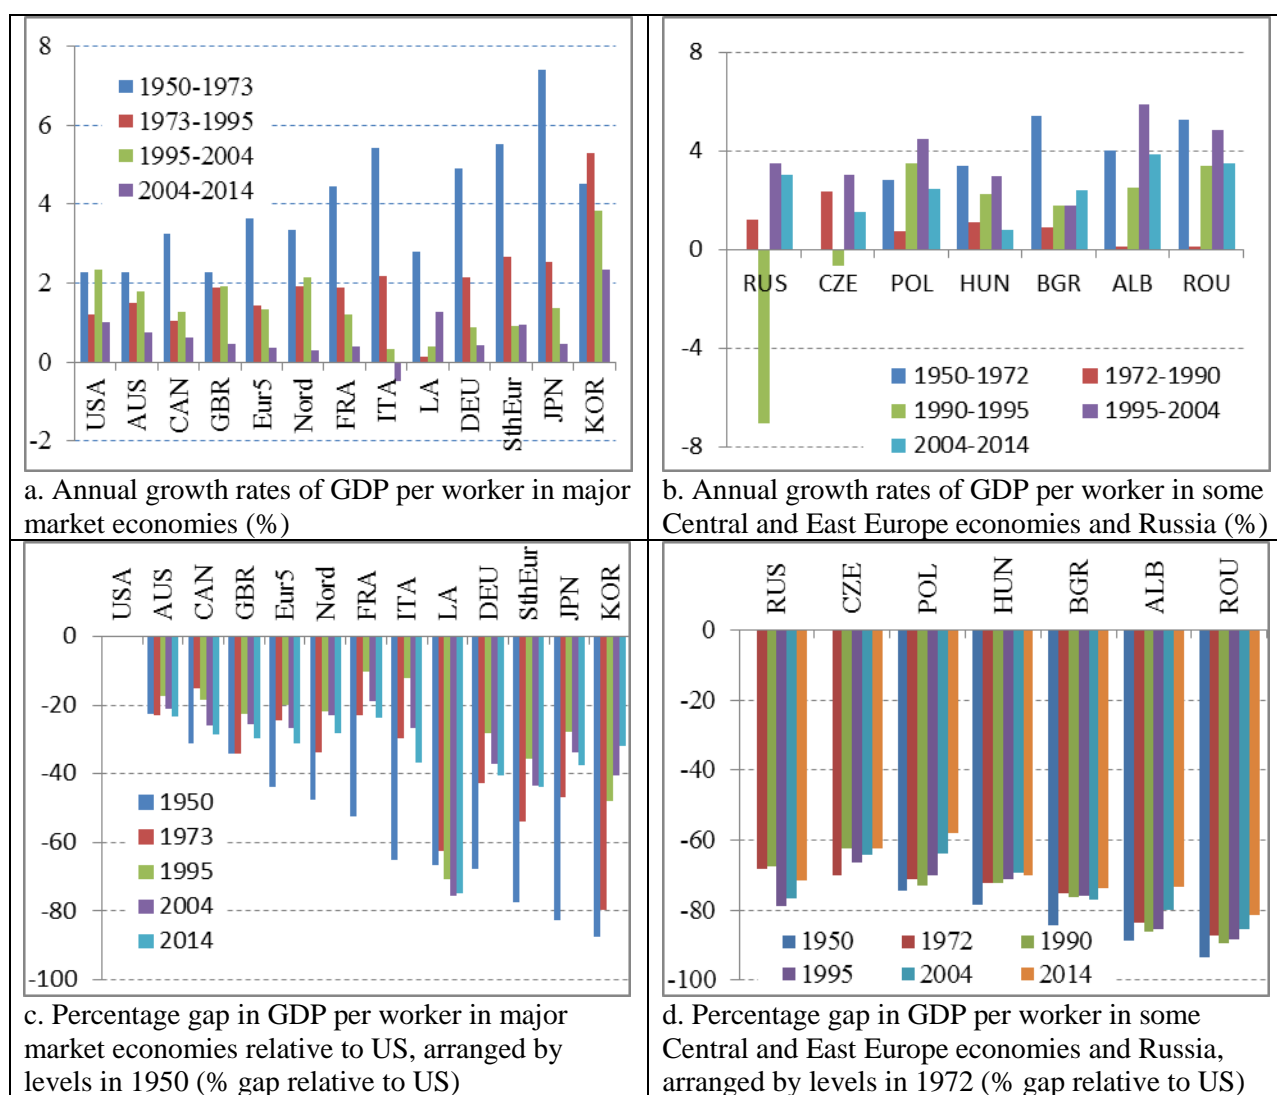 8
6
4
2
0
-2
1950-1973
1973-1995
1995-2004
2004-2014
USA
AUS
CAN
GBR
Eur5
Nord
FRA
ITA
LA
DEU
SthEur
JPN
KOR
a. Annual growth rates of GDP per worker in major
market economies (%)
8
4
0
-4
-8
RUS CZE POL HUN BGR ALB ROU
1950-1972 1972-1990
1990-1995 1995-2004
2004-2014
b. Annual growth rates of GDP per worker in some
Central and East Europe economies and Russia (%)
USA
AUS
CAN
GBR
Eur5
Nord
FRA
ITA
LA
DEU
SthEur
JPN
KOR
0
-20
-40
-60
-80
-100
1950
1973
1995
2004
2014
c. Percentage gap in GDP per worker in major
market economies relative to US, arranged by
levels in 1950 (% gap relative to US)
RUS
CZE
POL
HUN
BGR
ALB
ROU
0
-20
-40
-60
-80
-100
1950 1972 1990
1995 2004 2014
d. Percentage gap in GDP per worker in some
Central and East Europe economies and Russia,
arranged by levels in 1972 (% gap relative to US)